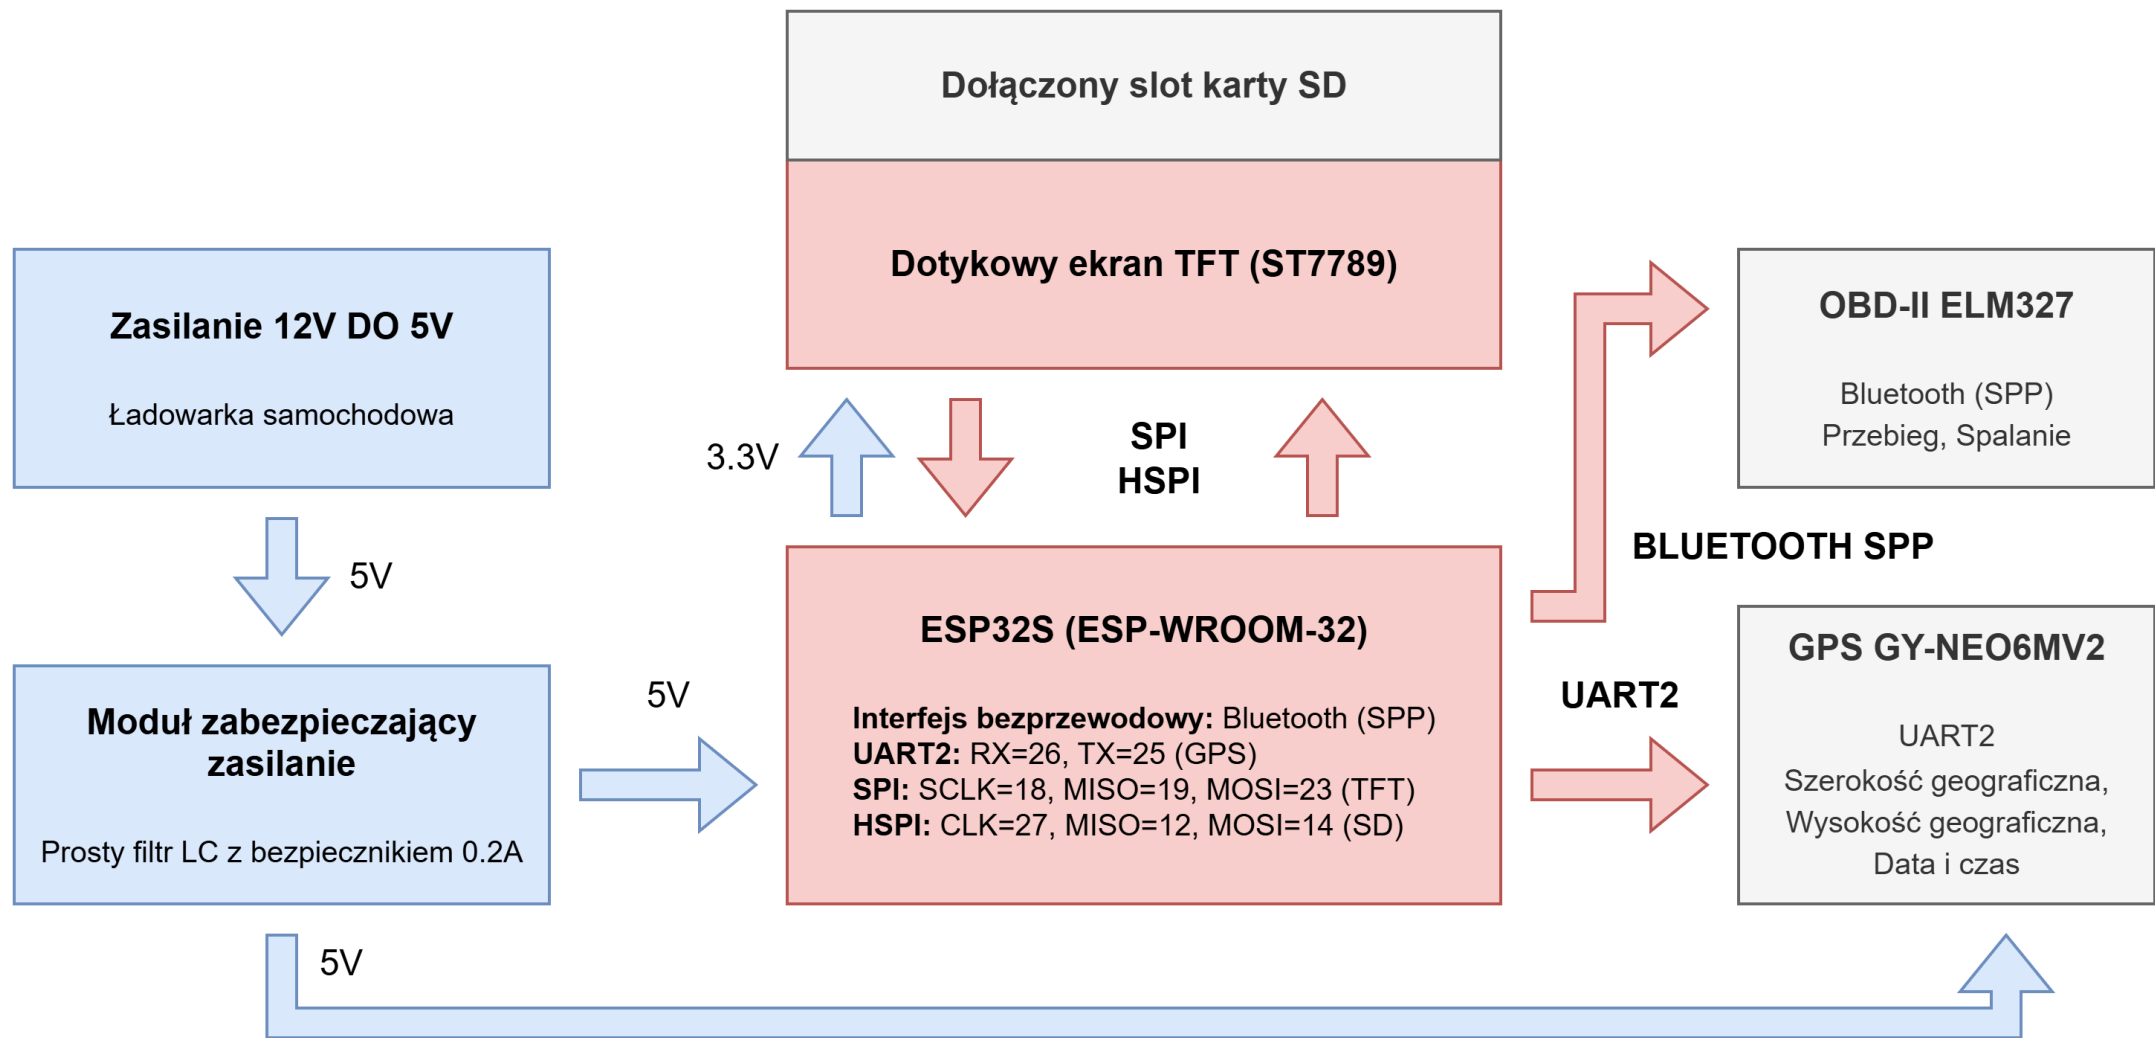 Dołączony slot karty SD
Dotykowy ekran TFT (ST7789)
Zasilanie 12V DO 5V
Ładowarka samochodowa
5V
Moduł zabezpieczający
zasilanie
Prosty filtr LC z bezpiecznikiem 0.2A
5V
5V
3.3V
SPI
HSPI
ESP32S (ESP-WROOM-32)
Interfejs bezprzewodowy: Bluetooth (SPP)
UART2: RX=26, TX=25 (GPS)
SPI: SCLK=18, MISO=19, MOSI=23 (TFT)
HSPI: CLK=27, MISO=12, MOSI=14 (SD)
BLUETOOTH SPP
UART2
OBD-II ELM327
Bluetooth (SPP)
Przebieg, Spalanie
GPS GY-NEO6MV2
UART2
Szerokość geograficzna,
Wysokość geograficzna,
Data i czas